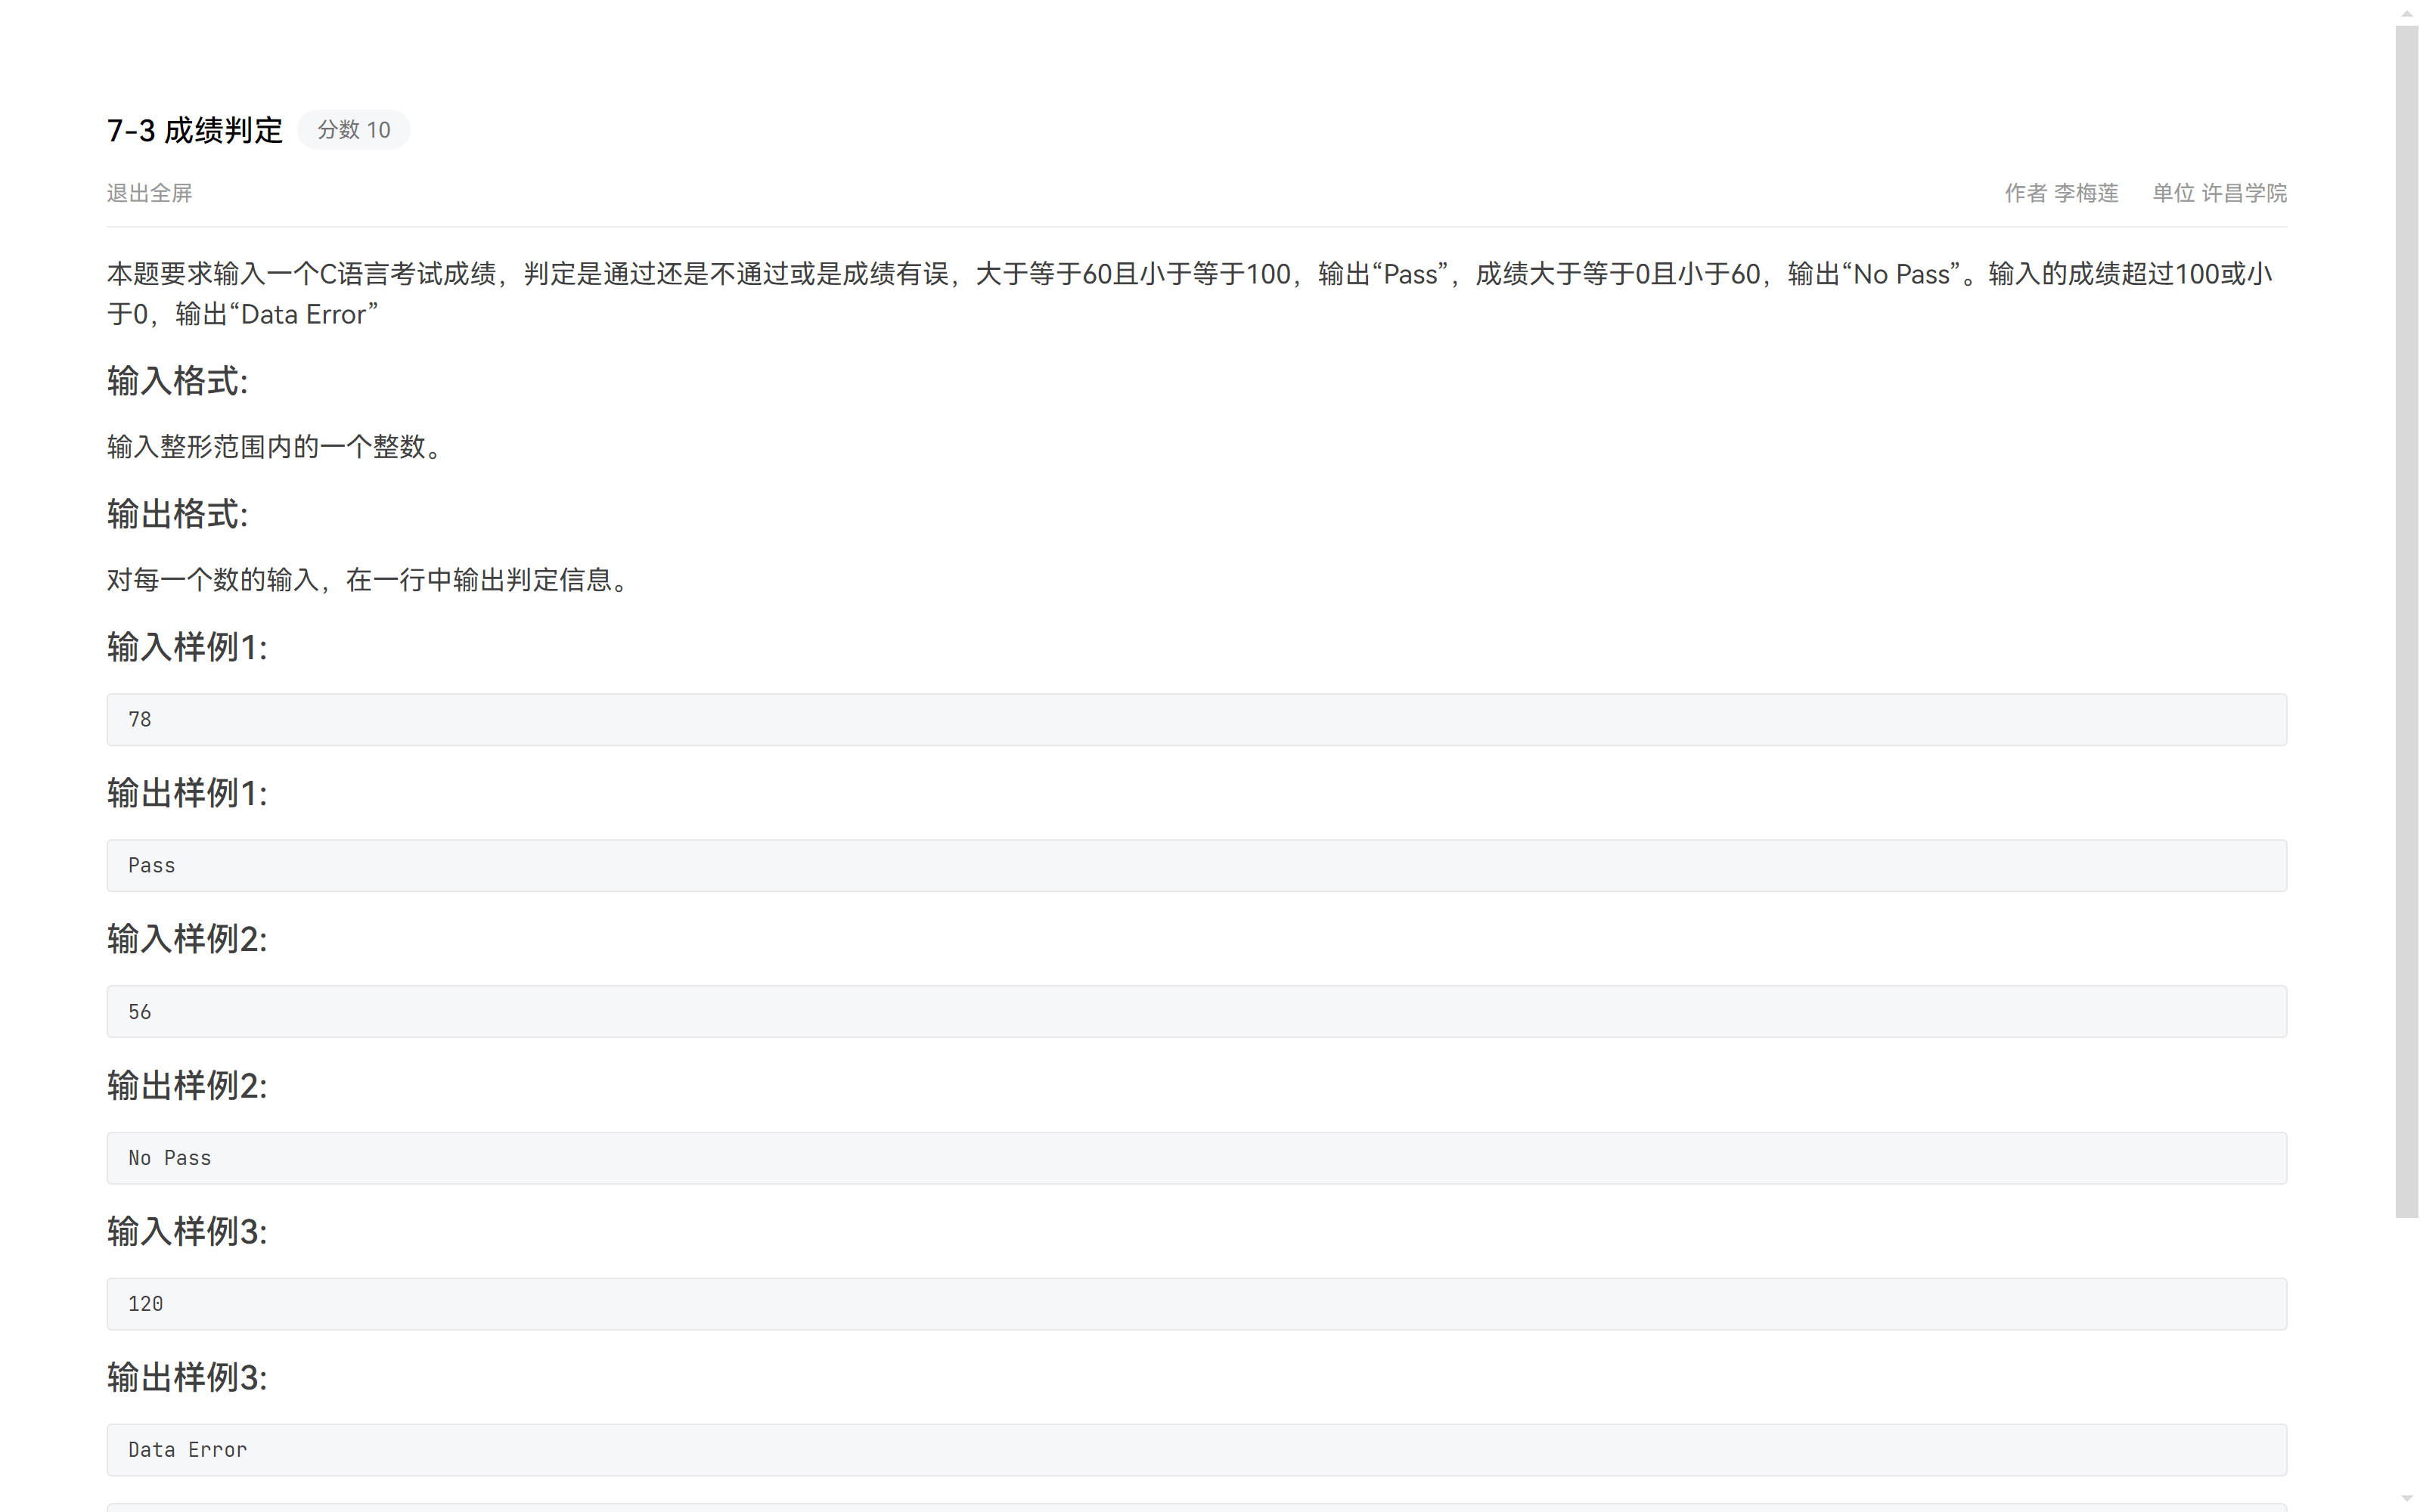 7-3 成绩判定 分数 10
退出全屏 作者 李梅莲 单位 许昌学院
本题要求输入一个C语言考试成绩，判定是通过还是不通过或是成绩有误，大于等于60且小于等于100，输出“Pass”，成绩大于等于0且小于60，输出“No Pass”。输入的成绩超过100或小
于0，输出“Data Error”
输入格式:
输入整形范围内的一个整数。
输出格式:
对每一个数的输入，在一行中输出判定信息。
输入样例1:
78
输出样例1:
Pass
输入样例2:
56
输出样例2:
No Pass
输入样例3:
120
输出样例3:
Data Error